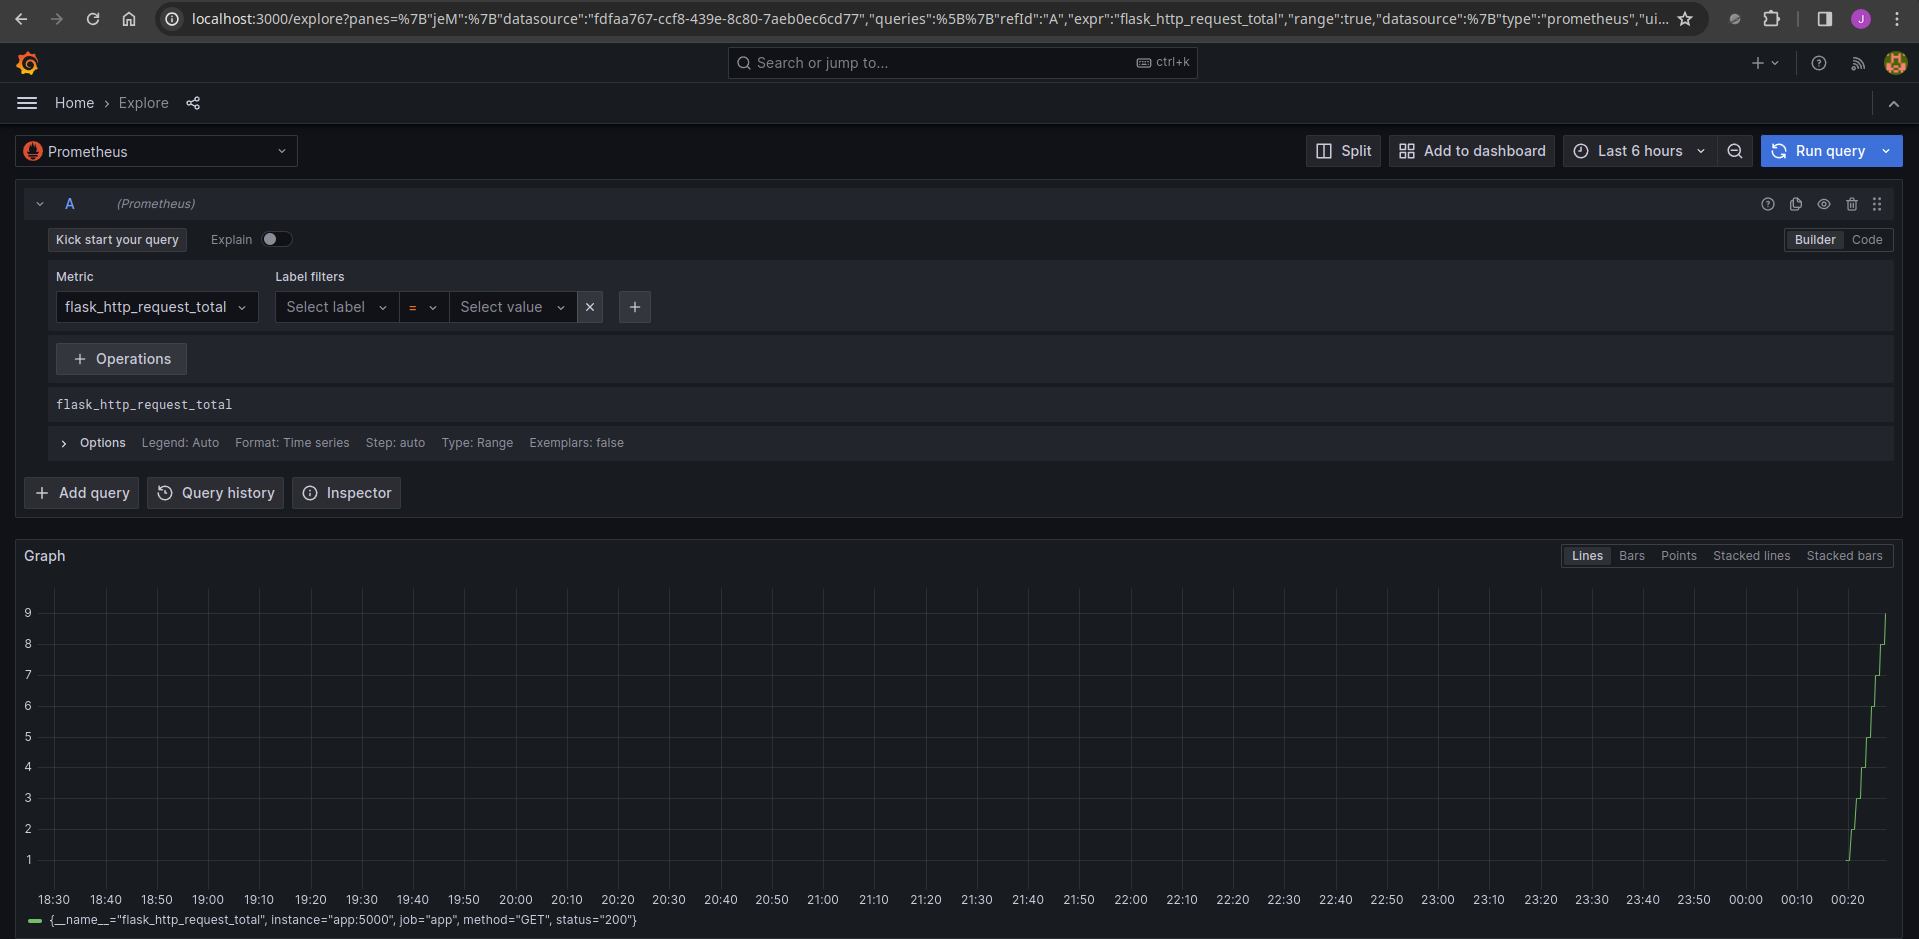 localhost:3000/explore?panes=%7B"jeM":%7B"datasource":"fdfaa767-ccf8-439e-8c80-7aeb0ec6cd77","queries":%5B%7B"refId":"A","expr":"flask_http_request_total","range":true,"datasource":%7B"type":"prometheus","ui...
J
Search or jump to...
ctrl+k
Home › Explore
Prometheus
Split
Add to dashboard
Last 6 hours
Run query
A
(Prometheus)
Kick start your query
Explain
Builder
Code
Metric
Label filters
flask_http_request_total
Select label
=
Select value
+ Operations
flask_http_request_total
Options Legend: Auto Format: Time series Step: auto Type: Range Exemplars: false
+ Add query
Query history
Inspector
Graph
Lines Bars Points Stacked lines Stacked bars
9
8
7
6
5
4
3
2
1
18:30 18:40 18:50 19:00 19:10 19:20 19:30 19:40 19:50 20:00 20:10 20:20 20:30 20:40 20:50 21:00 21:10 21:20 21:30 21:40 21:50 22:00 22:10 22:20 22:30 22:40 22:50 23:00 23:10 23:20 23:30 23:40 23:50 00:00 00:10 00:20
{__name__="flask_http_request_total", instance="app:5000", job="app", method="GET", status="200"}